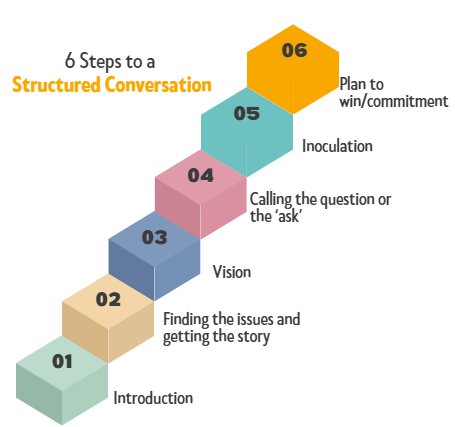 6 Steps to a
Structured Conversation
06
Plan to
win/commitment
05
Inoculation
04
Calling the question or
the ‘ask’
03
Vision
02
Finding the issues and
getting the story
01
Introduction